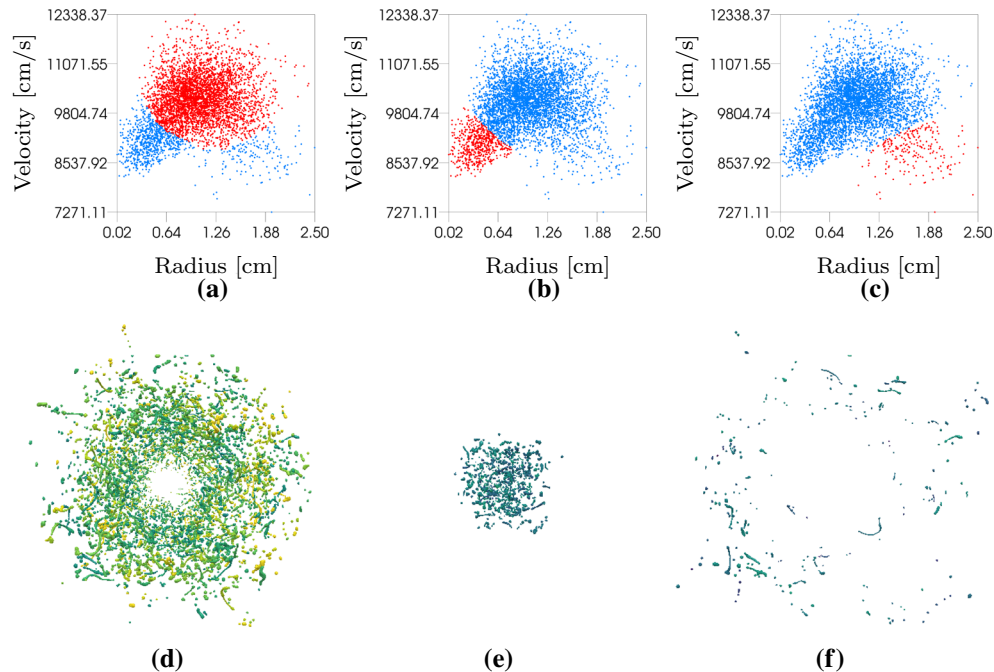 12338.37
11071.55
9804.74
8537.92
7271.11
Velocity [cm/s]
0.02 0.64 1.26 1.88 2.50
Radius [cm]
(a)
12338.37
11071.55
9804.74
8537.92
7271.11
Velocity [cm/s]
0.02 0.64 1.26 1.88 2.50
Radius [cm]
(b)
12338.37
11071.55
9804.74
8537.92
7271.11
Velocity [cm/s]
0.02 0.64 1.26 1.88 2.50
Radius [cm]
(c)
(d)
(e)
(f)